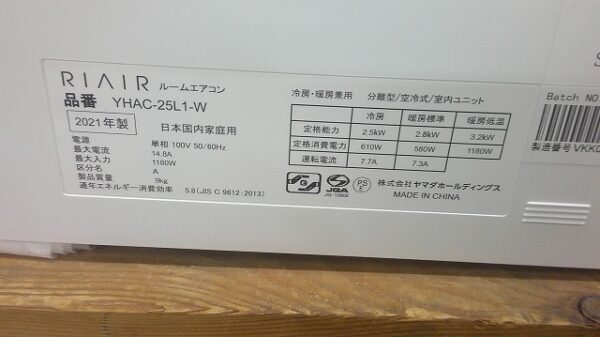 RIAIR ルームエアコン
品番 YHAC-25L1-W
2021年製 日本国内家庭用
電源 単相 100V 50/60Hz
最大電流 14.8A
最大入力 1180W
区分名 A
製品質量 9kg
通年エネルギー消費効率 5.8 (JIS C 9612:2013)
冷房・暖房兼用 分離型/空冷式/室内ユニット
冷房 暖房標準 暖房低温
定格能力 2.5kW 2.8kW 3.2kW
定格消費電力 610W 580W 1180W
運転電流 7.7A 7.3A
JQA
PS
E
株式会社ヤマダホールディングス
MADE IN CHINA
Batch NO
製造番号